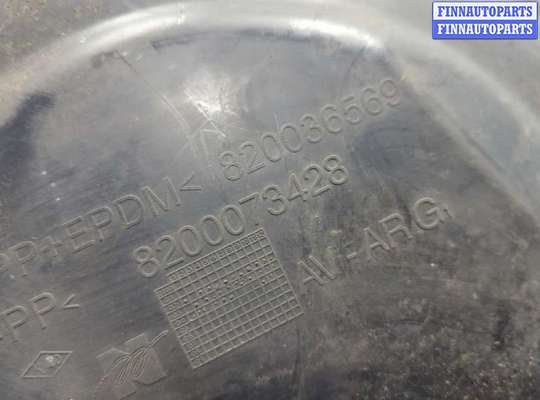 FINNAUTOPARTS
FINNAUTOPARTS
PP+EPDM< 820036569
8200073428
PP< AV-ARG.